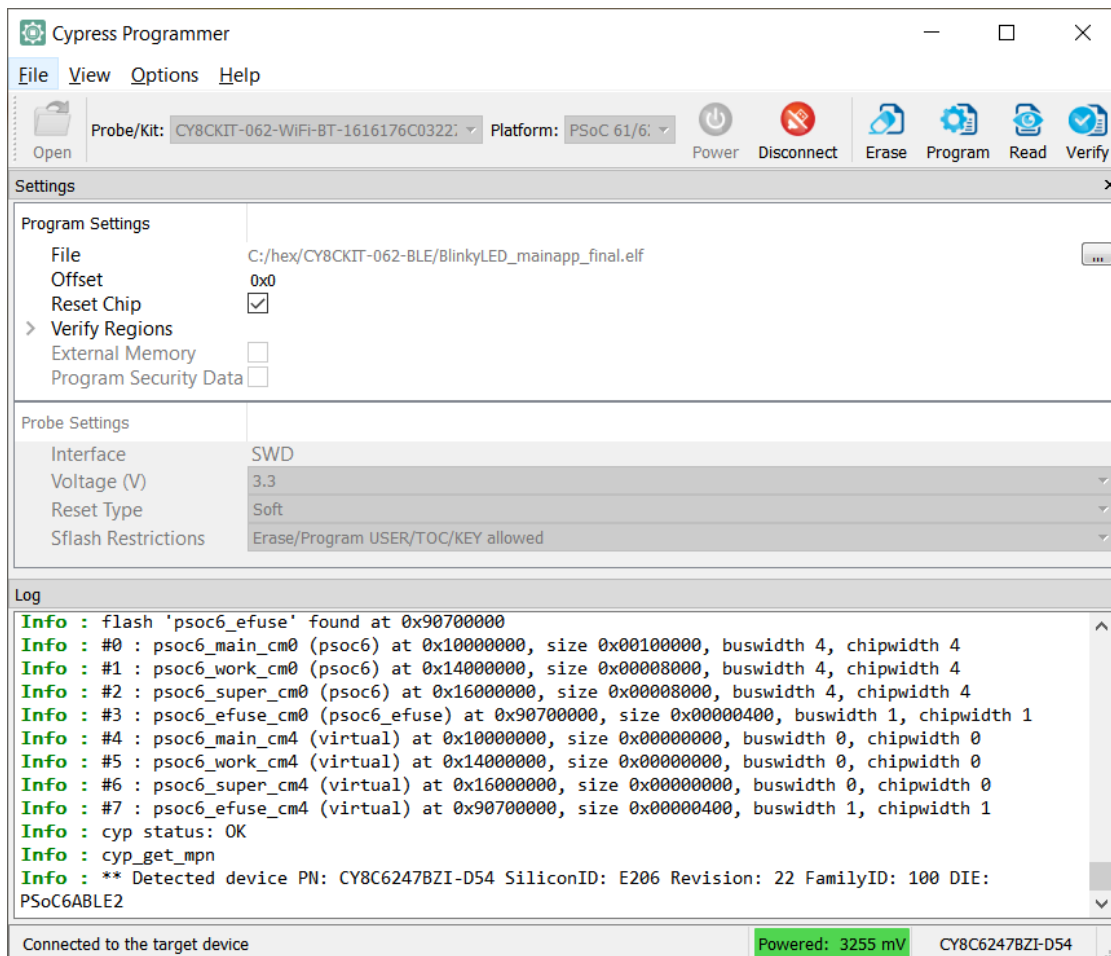 Cypress Programmer
File View Options Help
Open
Probe/Kit: CY8CKIT-062-WiFi-BT-1616176C0322
Platform: PSoC 61/6
Power
Disconnect
Erase
Program
Read
Verify
Settings
Program Settings
File C:/hex/CY8CKIT-062-BLE/BlinkyLED_mainapp_final.elf
...
Offset 0x0
Reset Chip
Verify Regions
External Memory
Program Security Data
Probe Settings
Interface SWD
Voltage (V) 3.3
Reset Type Soft
Sflash Restrictions Erase/Program USER/TOC/KEY allowed
Log
Info : flash 'psoc6_efuse' found at 0x90700000
Info : #0 : psoc6_main_cm0 (psoc6) at 0x10000000, size 0x00100000, buswidth 4, chipwidth 4
Info : #1 : psoc6_work_cm0 (psoc6) at 0x14000000, size 0x00008000, buswidth 4, chipwidth 4
Info : #2 : psoc6_super_cm0 (psoc6) at 0x16000000, size 0x00008000, buswidth 4, chipwidth 4
Info : #3 : psoc6_efuse_cm0 (psoc6_efuse) at 0x90700000, size 0x00000400, buswidth 1, chipwidth 1
Info : #4 : psoc6_main_cm4 (virtual) at 0x10000000, size 0x00000000, buswidth 0, chipwidth 0
Info : #5 : psoc6_work_cm4 (virtual) at 0x14000000, size 0x00000000, buswidth 0, chipwidth 0
Info : #6 : psoc6_super_cm4 (virtual) at 0x16000000, size 0x00000000, buswidth 0, chipwidth 0
Info : #7 : psoc6_efuse_cm4 (virtual) at 0x90700000, size 0x00000400, buswidth 1, chipwidth 1
Info : cyp status: OK
Info : cyp_get_mpn
Info : ** Detected device PN: CY8C6247BZI-D54 SiliconID: E206 Revision: 22 FamilyID: 100 DIE:
PSoC6ABLE2
Connected to the target device
Powered: 3255 mV
CY8C6247BZI-D54